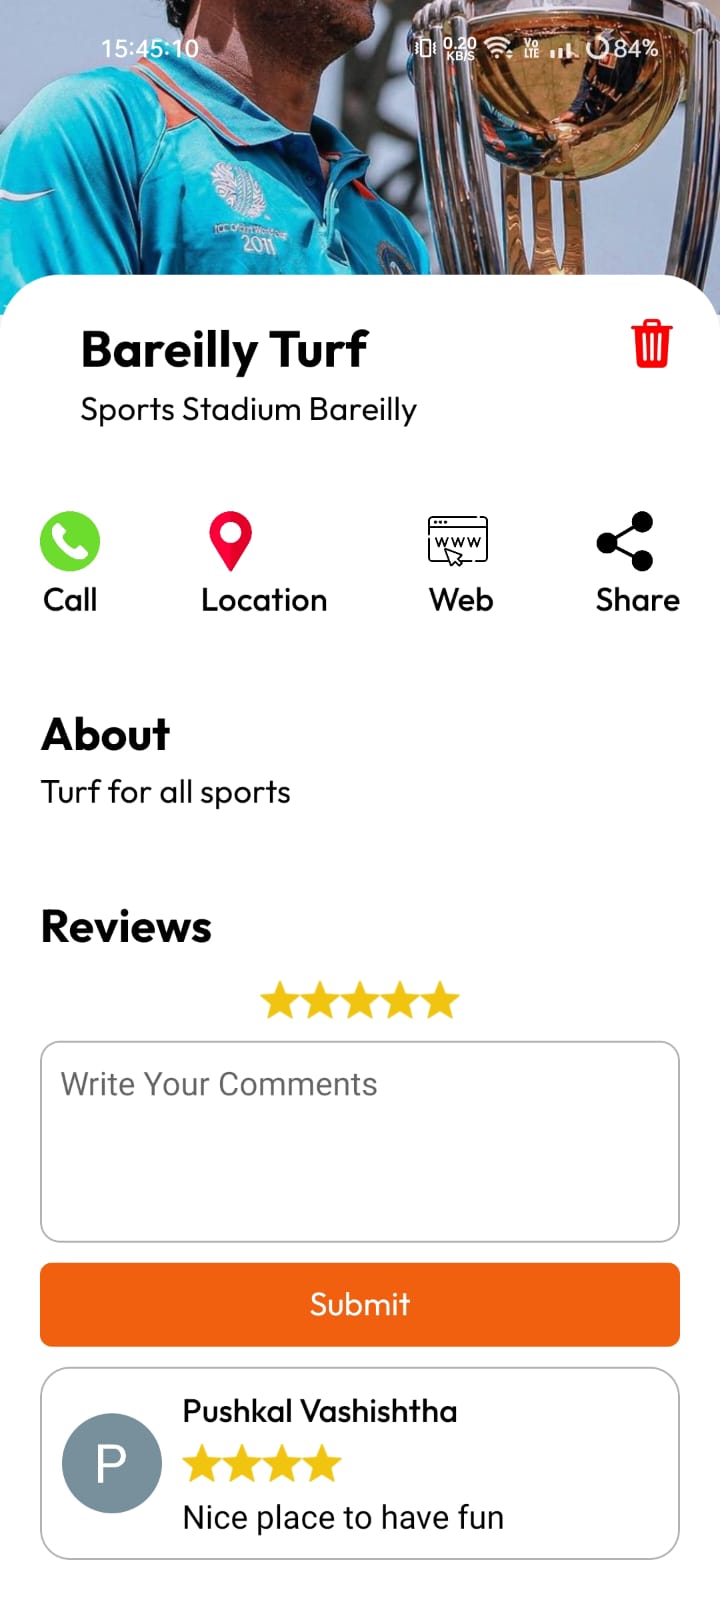 15:45:10 0.20 KB/S Vo LTE 84%
2011
Bareilly Turf
Sports Stadium Bareilly
Call Location WWW Web Share
About
Turf for all sports
Reviews
Write Your Comments
Submit
P
Pushkal Vashishtha
Nice place to have fun